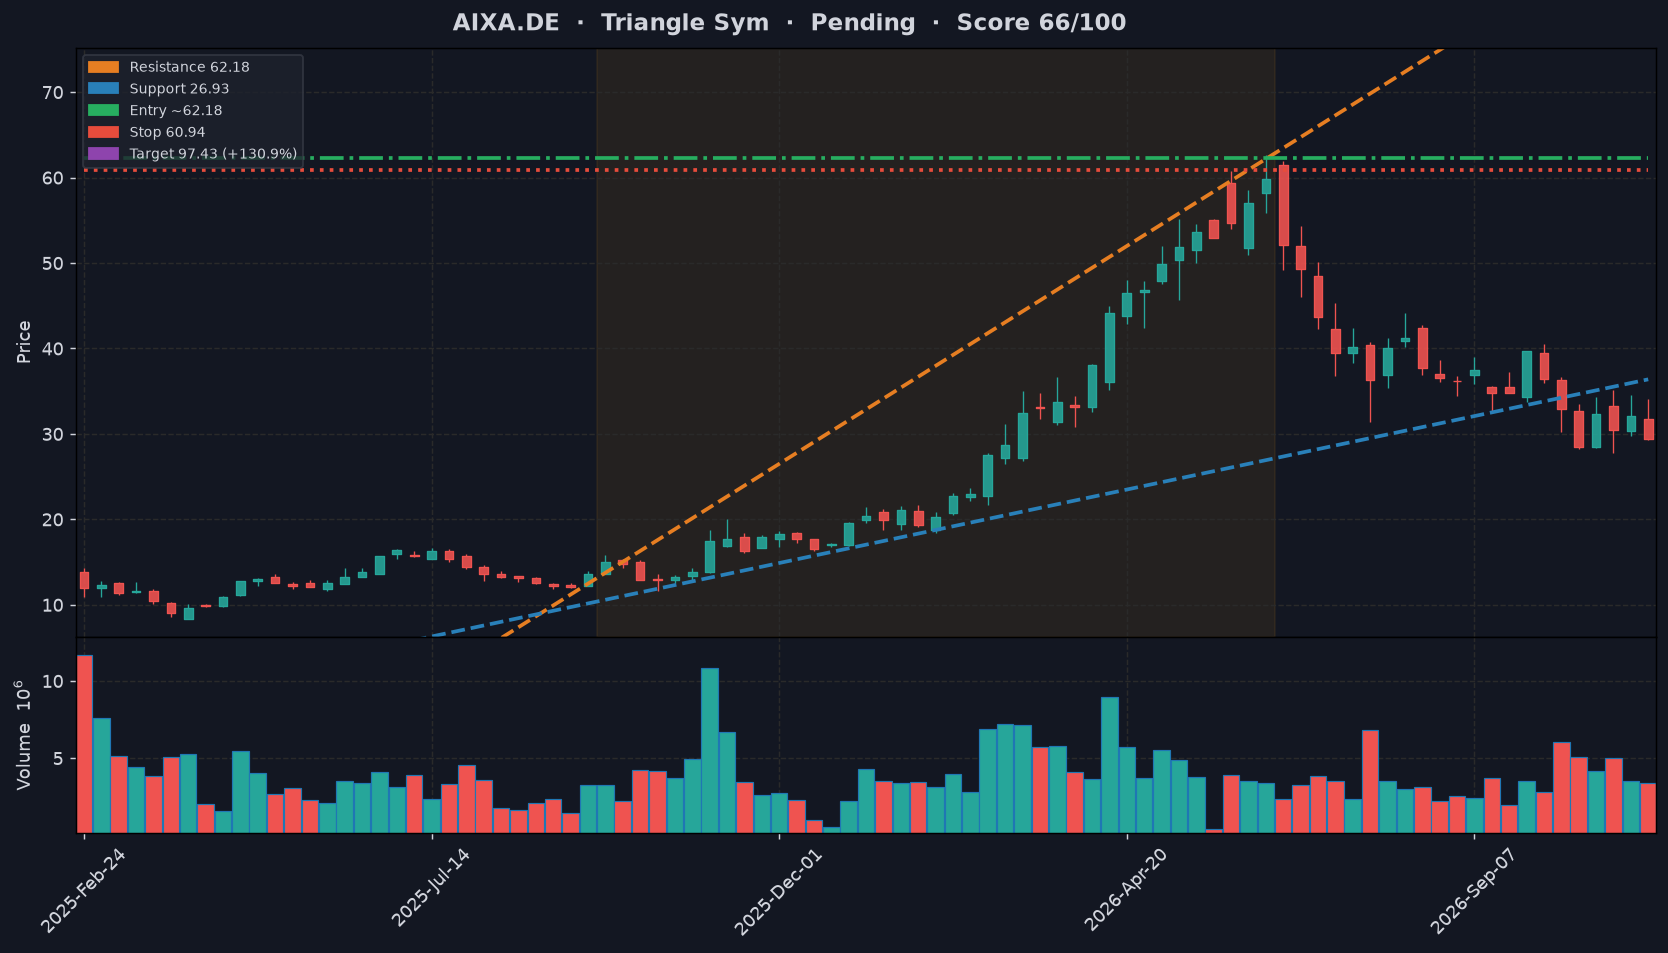 AIXA.DE · Triangle Sym · Pending · Score 66/100
Resistance 62.18
Support 26.93
Entry ~62.18
Stop 60.94
Target 97.43 (+130.9%)
Price
70
60
50
40
30
20
10
Volume 10⁶
10
5
2025-Feb-24
2025-Jul-14
2025-Dec-01
2026-Apr-20
2026-Sep-07